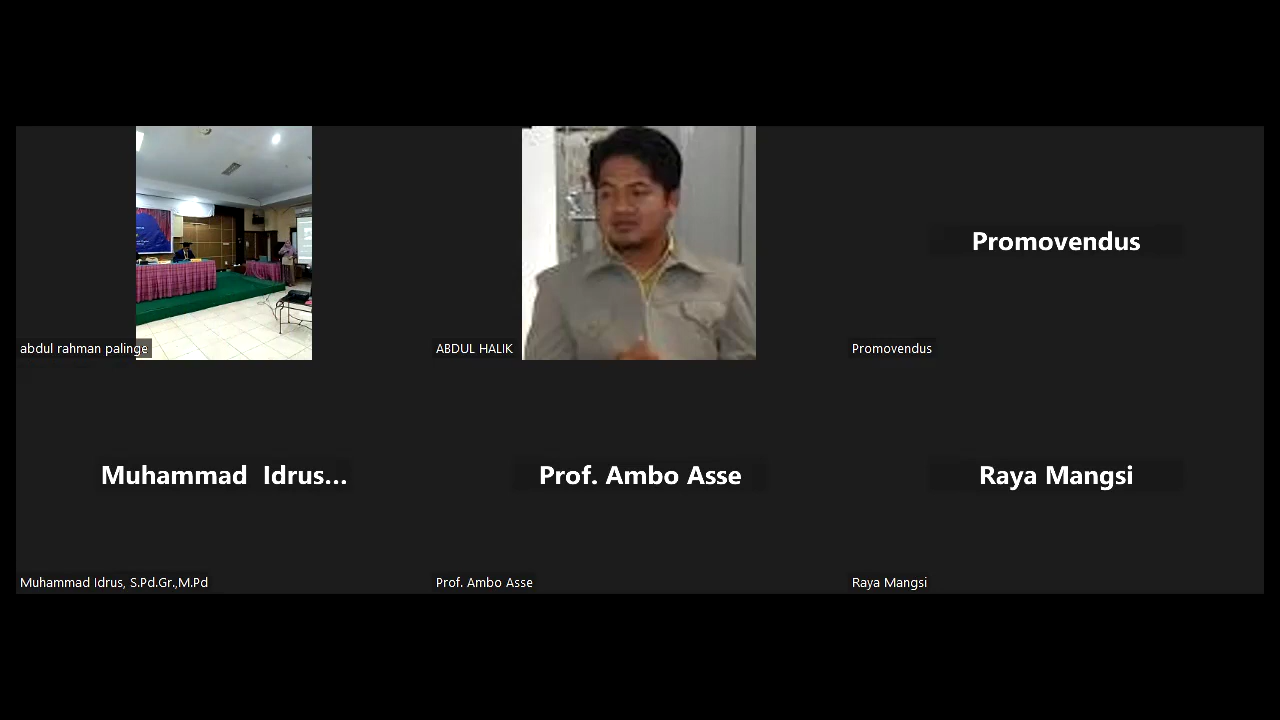 Promovendus
abdul rahman palinge
ABDUL HALIK
Promovendus
Muhammad Idrus...
Prof. Ambo Asse
Raya Mangsi
Muhammad Idrus, S.Pd.Gr.,M.Pd
Prof. Ambo Asse
Raya Mangsi